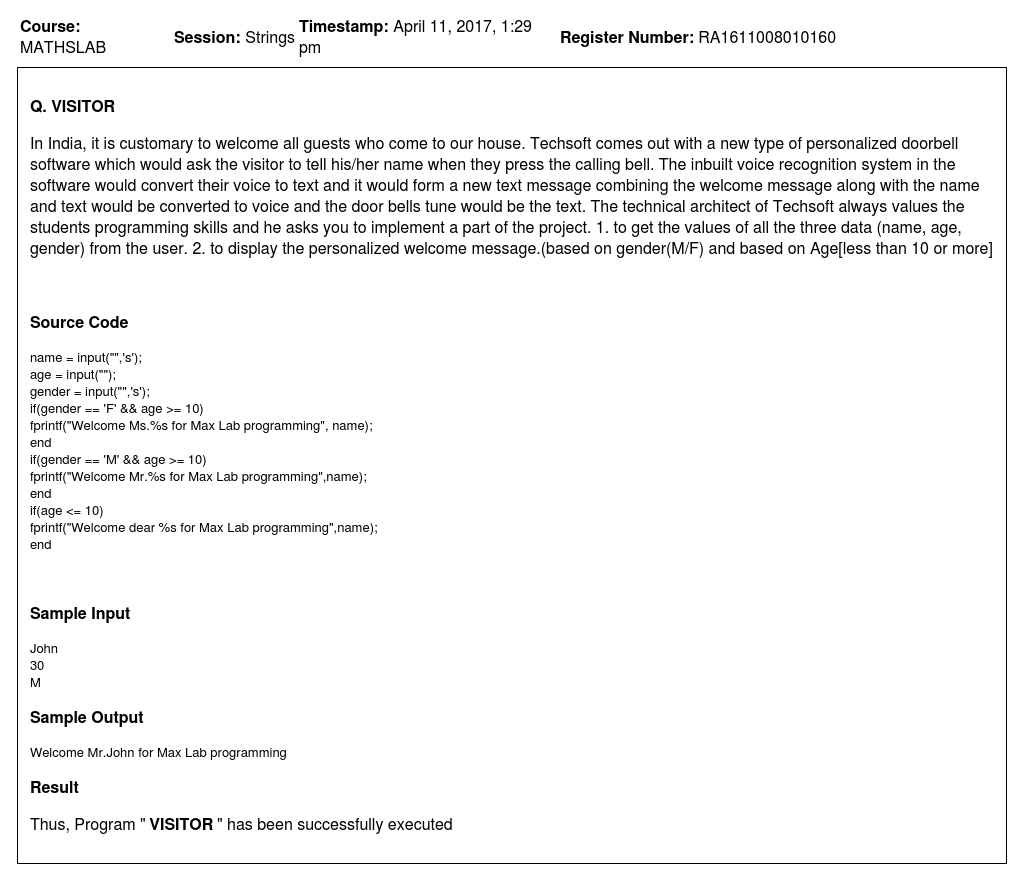 Course: MATHSLAB
Session: Strings
Timestamp: April 11, 2017, 1:29 pm
Register Number: RA1611008010160
Q. VISITOR
In India, it is customary to welcome all guests who come to our house. Techsoft comes out with a new type of personalized doorbell
software which would ask the visitor to tell his/her name when they press the calling bell. The inbuilt voice recognition system in the
software would convert their voice to text and it would form a new text message combining the welcome message along with the name
and text would be converted to voice and the door bells tune would be the text. The technical architect of Techsoft always values the
students programming skills and he asks you to implement a part of the project. 1. to get the values of all the three data (name, age,
gender) from the user. 2. to display the personalized welcome message.(based on gender(M/F) and based on Age[less than 10 or more]
Source Code
name = input("",'s');
age = input("");
gender = input("",'s');
if(gender == 'F' && age >= 10)
fprintf("Welcome Ms.%s for Max Lab programming", name);
end
if(gender == 'M' && age >= 10)
fprintf("Welcome Mr.%s for Max Lab programming",name);
end
if(age <= 10)
fprintf("Welcome dear %s for Max Lab programming",name);
end
Sample Input
John
30
M
Sample Output
Welcome Mr.John for Max Lab programming
Result
Thus, Program " VISITOR " has been successfully executed